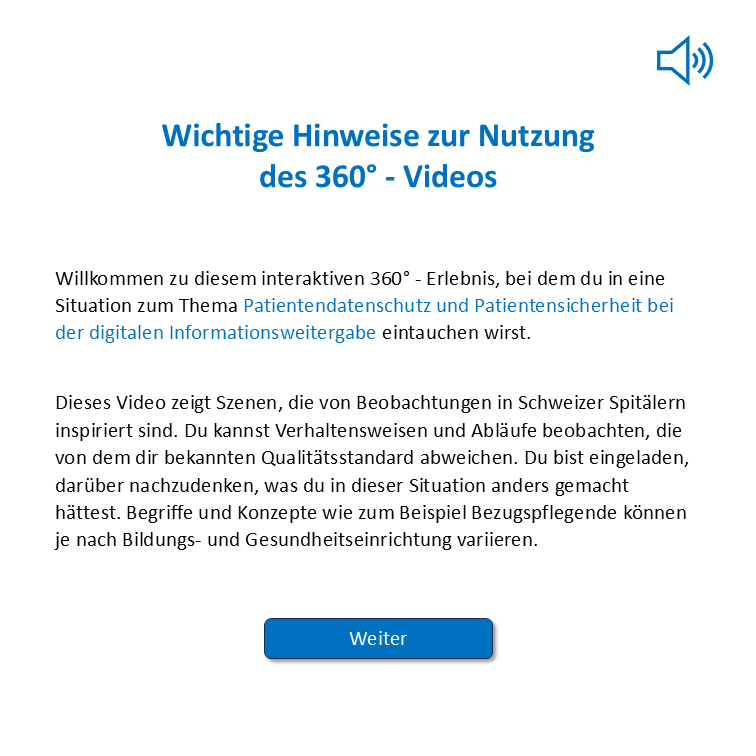 Wichtige Hinweise zur Nutzung
des 360° - Videos
Willkommen zu diesem interaktiven 360° - Erlebnis, bei dem du in eine
Situation zum Thema Patientendatenschutz und Patientensicherheit bei
der digitalen Informationsweitergabe eintauchen wirst.
Dieses Video zeigt Szenen, die von Beobachtungen in Schweizer Spitälern
inspiriert sind. Du kannst Verhaltensweisen und Abläufe beobachten, die
von dem dir bekannten Qualitätsstandard abweichen. Du bist eingeladen,
darüber nachzudenken, was du in dieser Situation anders gemacht
hättest. Begriffe und Konzepte wie zum Beispiel Bezugspflegende können
je nach Bildungs- und Gesundheitseinrichtung variieren.
Weiter